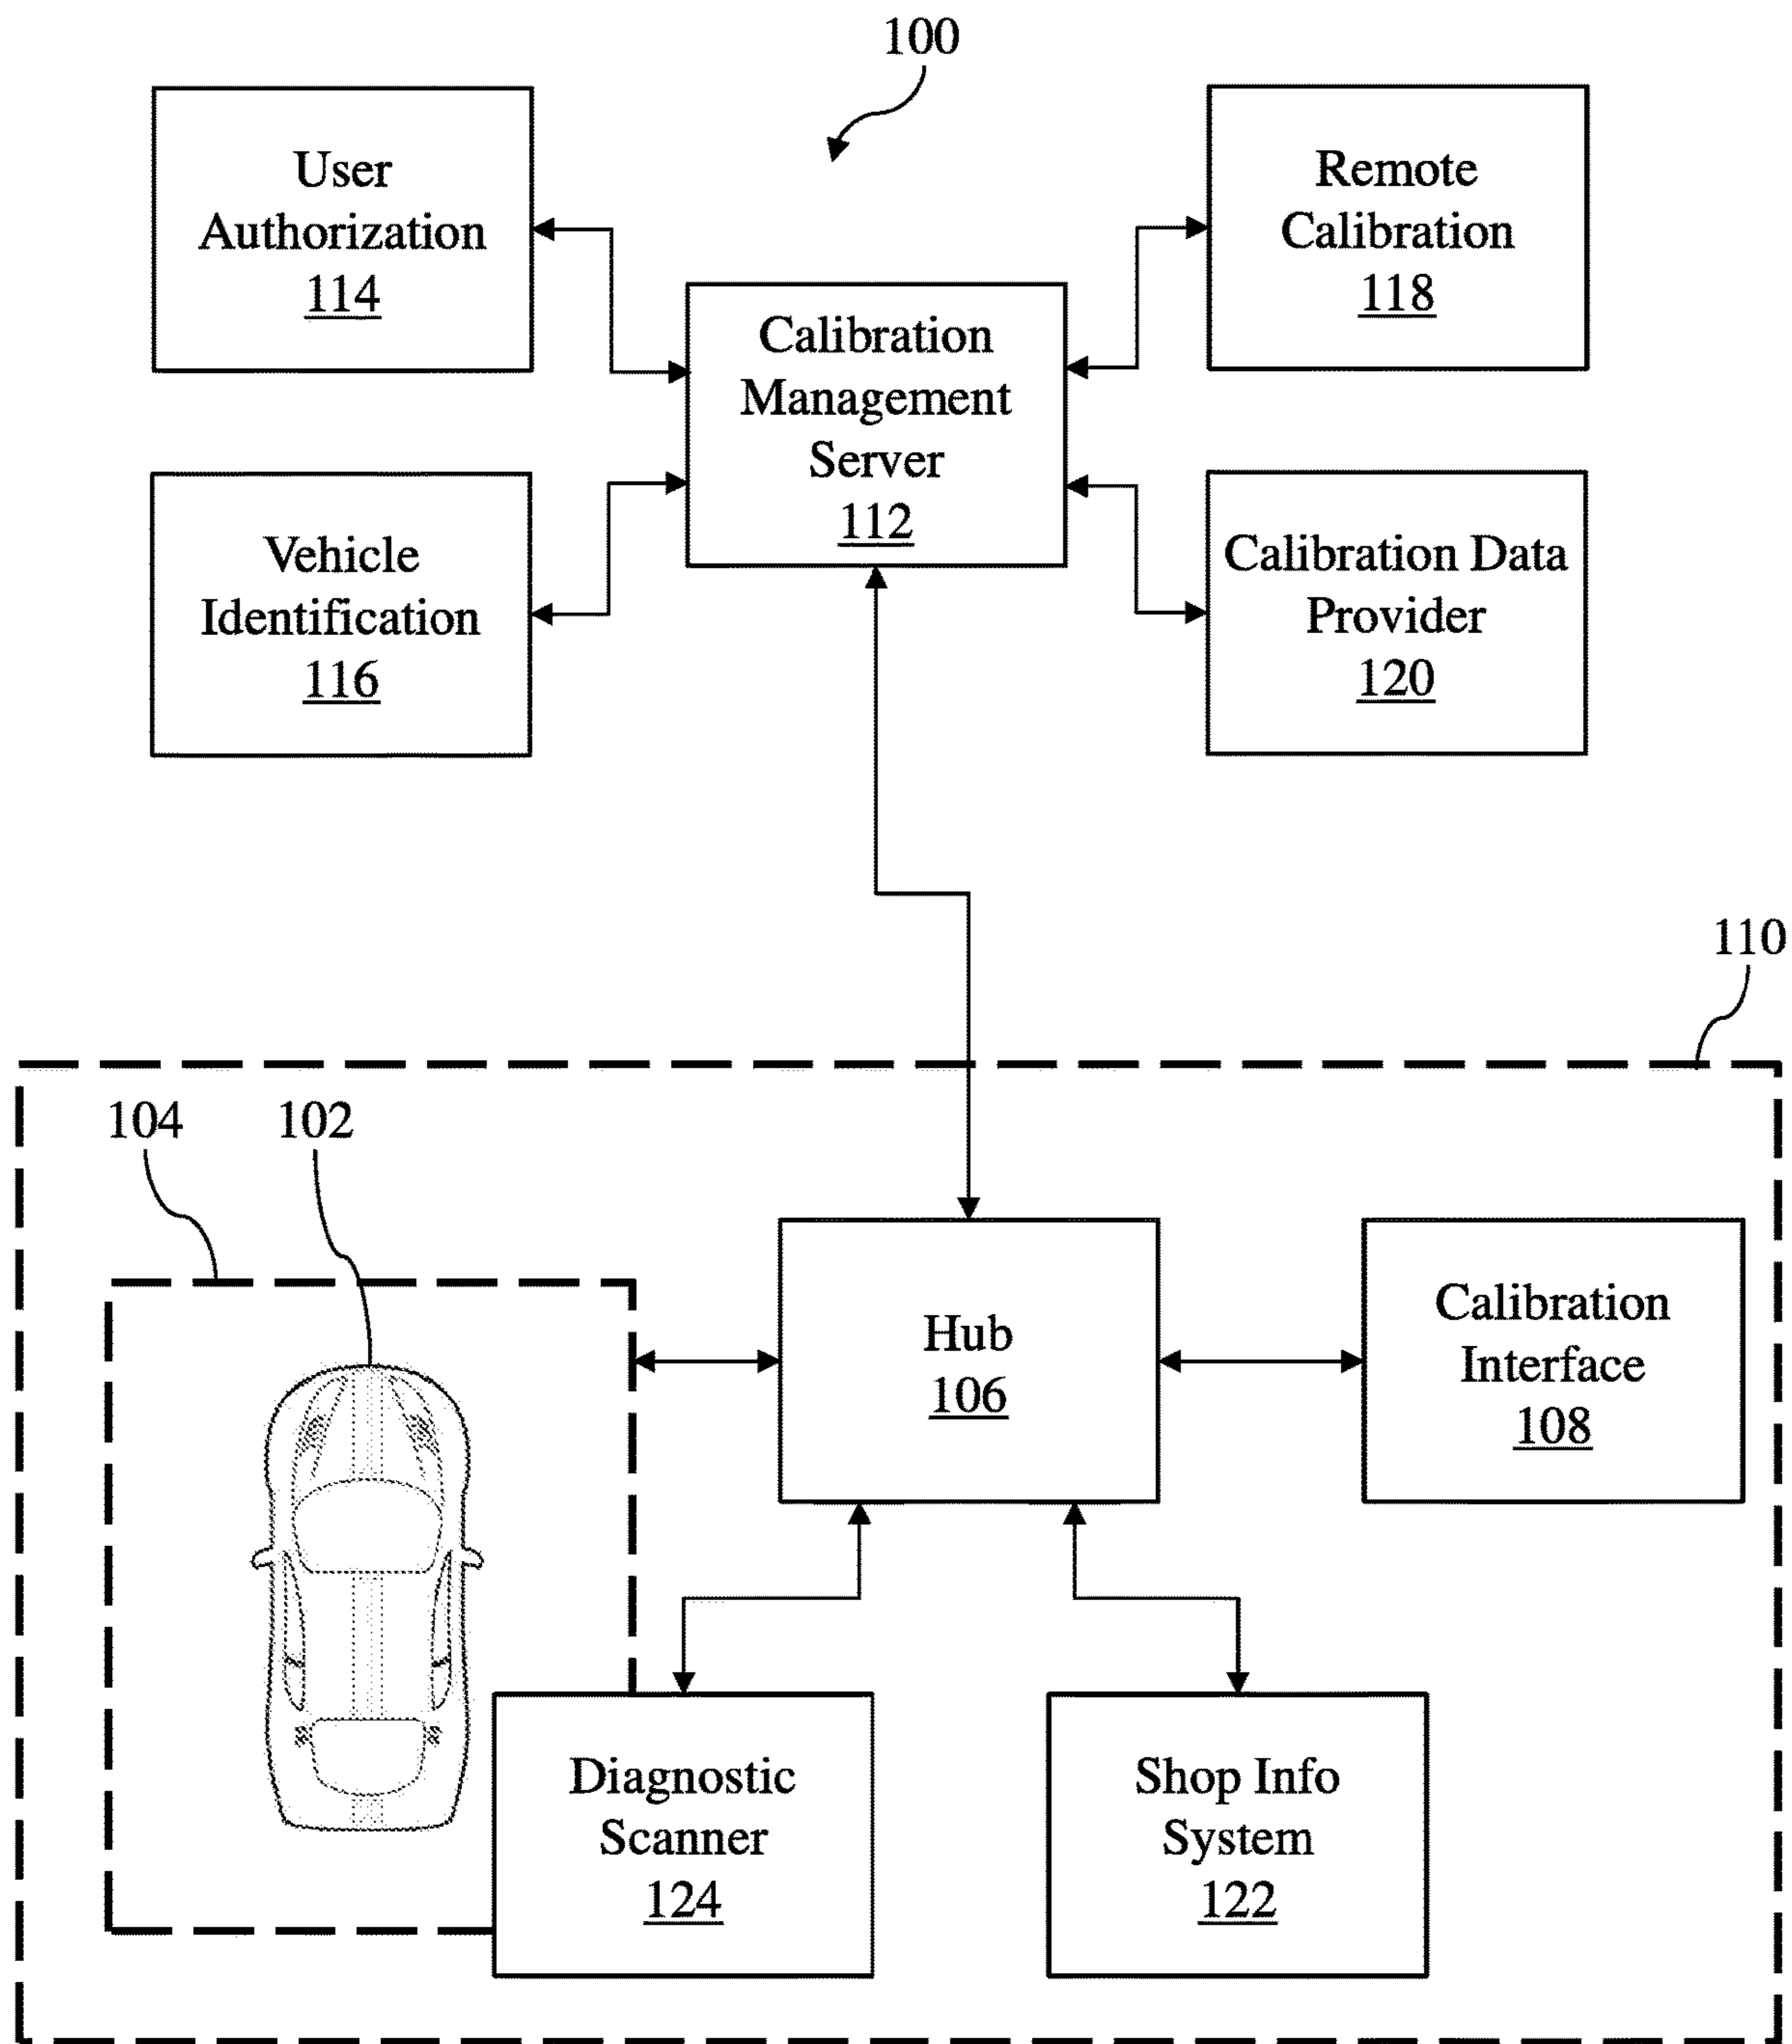 100
User
Authorization
114
Remote
Calibration
118
Calibration
Management
Server
112
Vehicle
Identification
116
Calibration Data
Provider
120
110
104
102
Hub
106
Calibration
Interface
108
Diagnostic
Scanner
124
Shop Info
System
122